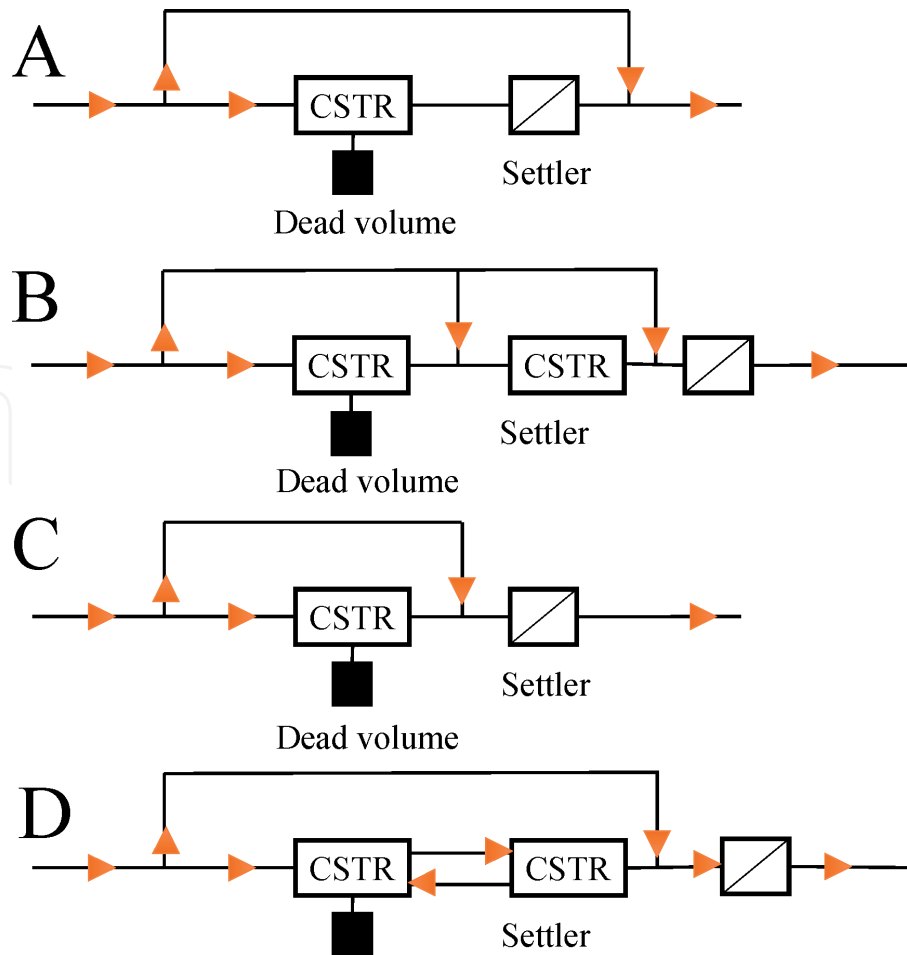 A
CSTR
Settler
Dead volume
B
CSTR CSTR
Settler
Dead volume
C
CSTR
Settler
Dead volume
D
CSTR CSTR
Settler